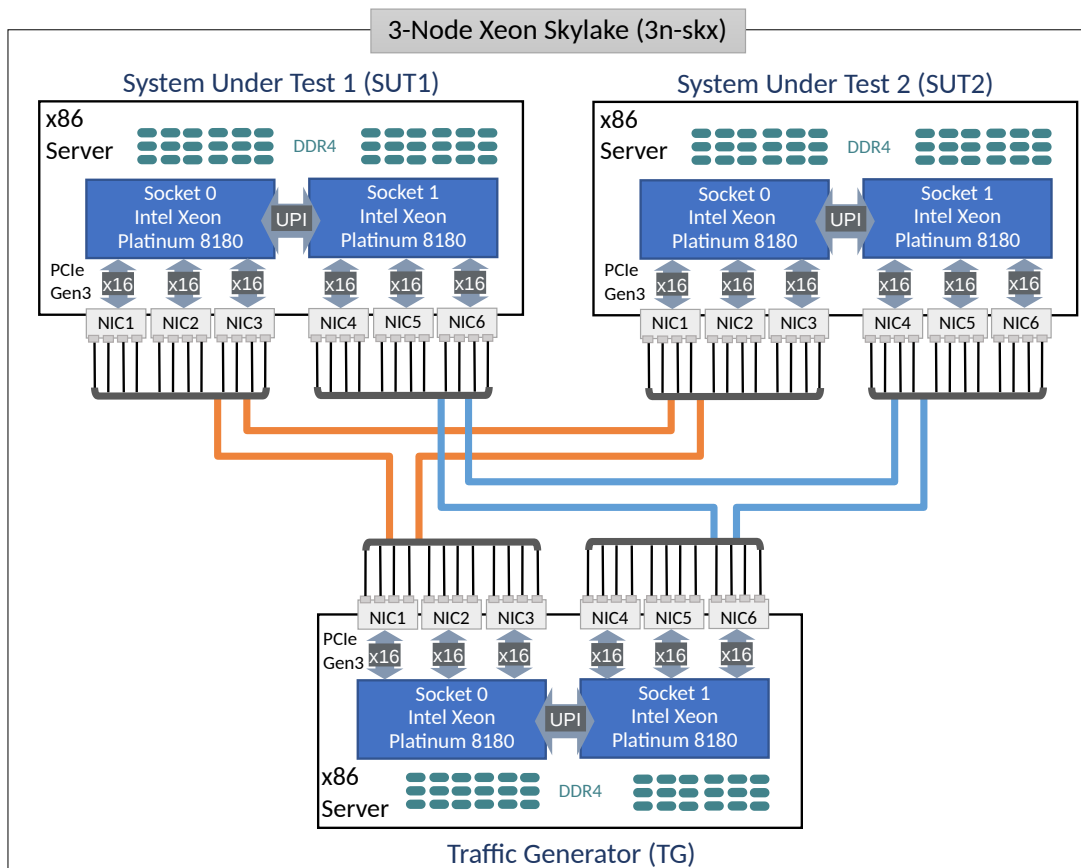 3-Node Xeon Skylake (3n-skx)
System Under Test 1 (SUT1)
x86
Server
DDR4
Socket 0
Intel Xeon
Platinum 8180
UPI
Socket 1
Intel Xeon
Platinum 8180
PCIe
Gen3
x16
x16
x16
x16
x16
x16
NIC1
NIC2
NIC3
NIC4
NIC5
NIC6
System Under Test 2 (SUT2)
x86
Server
DDR4
Socket 0
Intel Xeon
Platinum 8180
UPI
Socket 1
Intel Xeon
Platinum 8180
PCIe
Gen3
x16
x16
x16
x16
x16
x16
NIC1
NIC2
NIC3
NIC4
NIC5
NIC6
NIC1
NIC2
NIC3
NIC4
NIC5
NIC6
PCIe
Gen3
x16
x16
x16
x16
x16
x16
Socket 0
Intel Xeon
Platinum 8180
UPI
Socket 1
Intel Xeon
Platinum 8180
x86
Server
DDR4
Traffic Generator (TG)